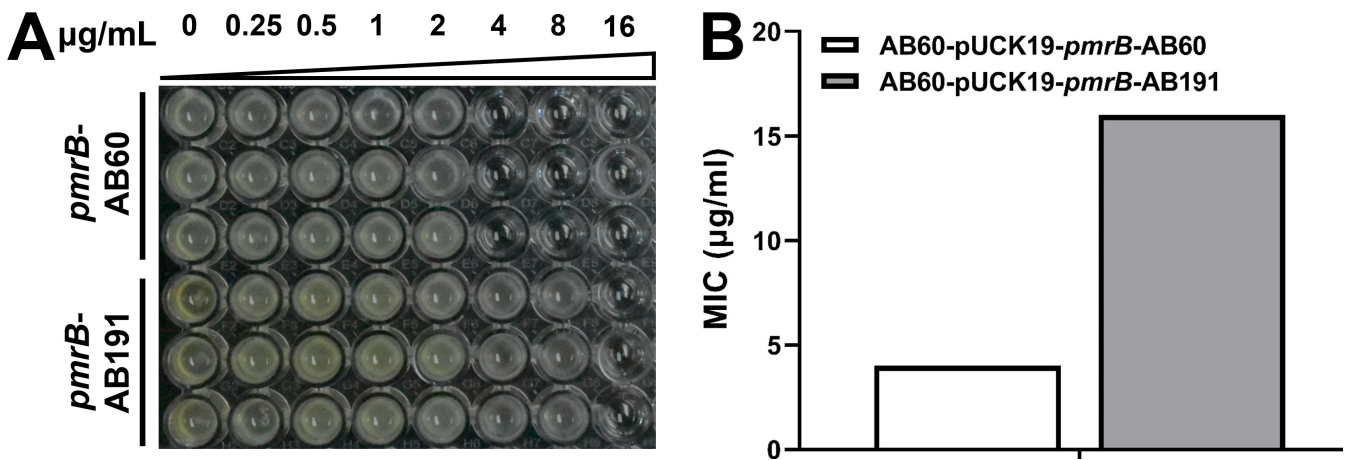 A
µg/mL 0 0.25 0.5 1 2 4 8 16
pmrB-
AB60
pmrB-
AB191
B
20
AB60-pUCK19-pmrB-AB60
AB60-pUCK19-pmrB-AB191
15
10
5
0
MIC (µg/ml)